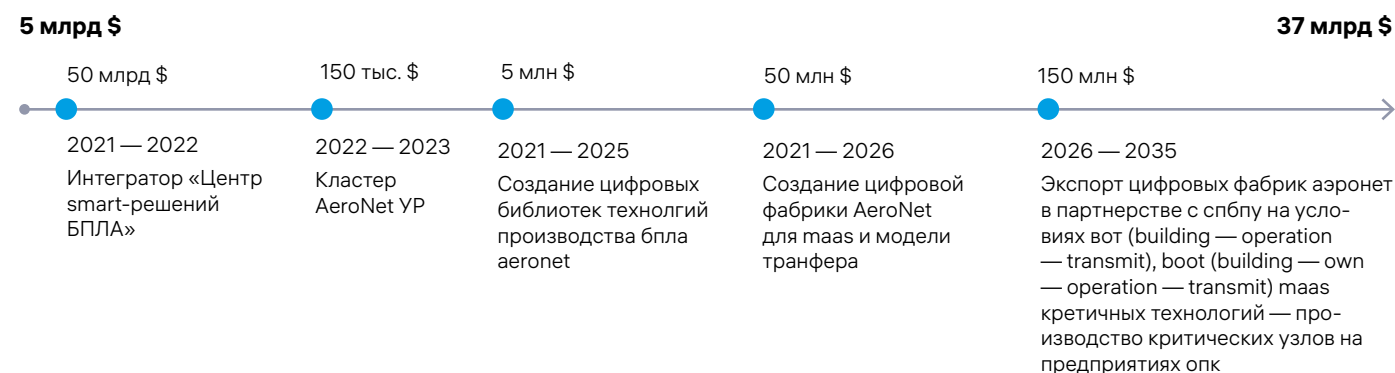 5 млрд $
37 млрд $
50 млрд $
2021 — 2022
Интегратор «Центр
smart-решений
БПЛА»
150 тыс. $
2022 — 2023
Кластер
AeroNet УР
5 млн $
2021 — 2025
Создание цифровых
библиотек технолгий
производства бпла
aeronet
50 млн $
2021 — 2026
Создание цифровой
фабрики AeroNet
для maas и модели
транфера
150 млн $
2026 — 2035
Экспорт цифровых фабрик аэронет
в партнерстве с спбпу на усло-
виях вот (building — operation
— transmit), boot (building — own
— operation — transmit) maas
кретичных технологий — про-
изводство критических узлов на
предприятиях опк